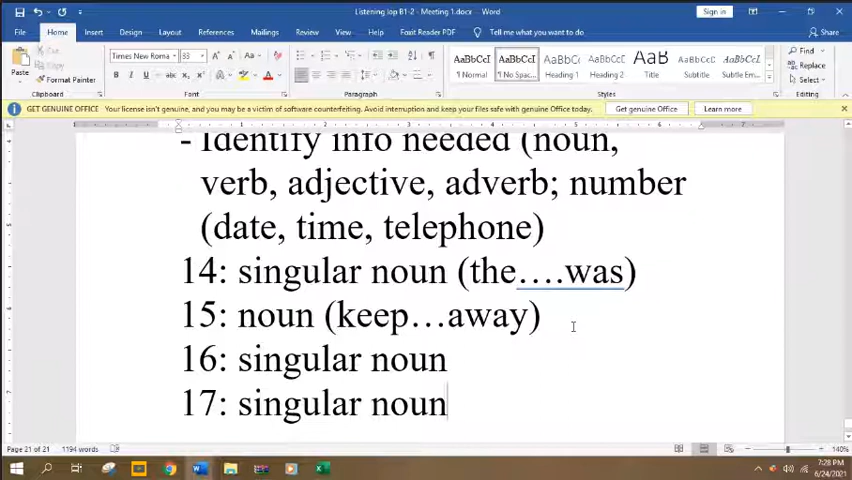 Listening Iop B1-2 - Meeting 1.docx - Word
Sign in
File Home Insert Design Layout References Mailings Review View Foxit Reader PDF Tell me what you want to do Share
Cut
Copy
Format Painter
Paste
Clipboard
Times New Roma 33
Font
Paragraph
AaBbCcI AaBbCcI AaBbC AaBbCcI AaB AaBbCcI AaBbCcI
¶ Normal ¶ No Spac... Heading 1 Heading 2 Title Subtitle Subtle Em...
Styles
Find
Replace
Select
Editing
GET GENUINE OFFICE Your license isn't genuine, and you may be a victim of software counterfeiting. Avoid interruption and keep your files safe with genuine Office today. Get genuine Office Learn more
- Identify info needed (noun,
verb, adjective, adverb; number
(date, time, telephone)
14: singular noun (the….was)
15: noun (keep…away)
16: singular noun
17: singular noun
Page 21 of 21 1194 words
140%
7:28 PM
6/24/2021